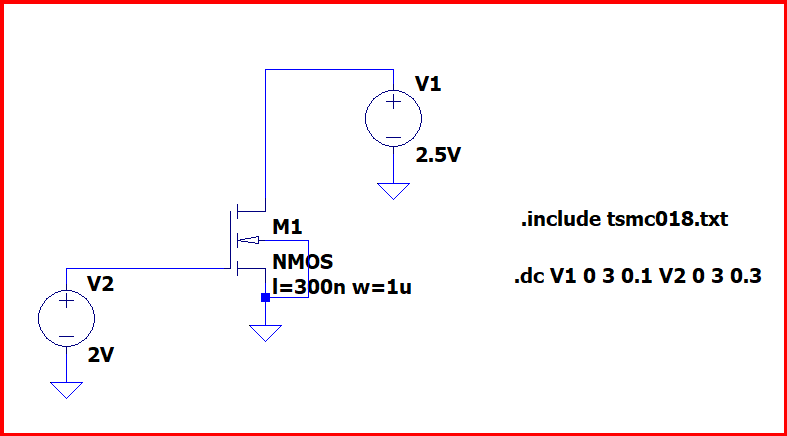 V1
2.5V
.include tsmc018.txt
M1
NMOS
l=300n w=1u
.dc V1 0 3 0.1 V2 0 3 0.3
V2
2V